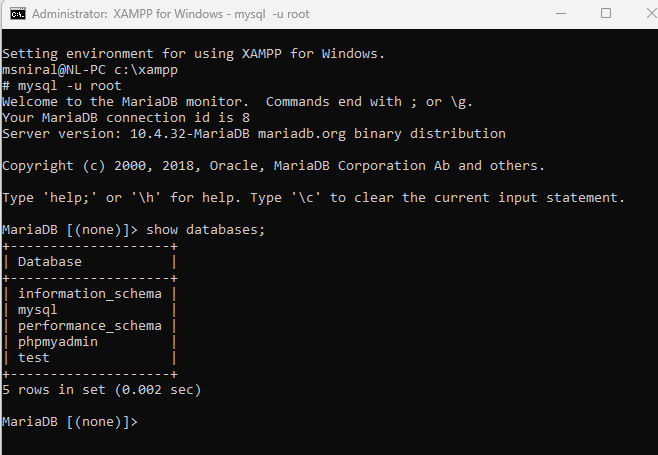 Administrator: XAMPP for Windows - mysql  -u root
Setting environment for using XAMPP for Windows.
msniral@NL-PC c:\xampp
# mysql -u root
Welcome to the MariaDB monitor.  Commands end with ; or \g.
Your MariaDB connection id is 8
Server version: 10.4.32-MariaDB mariadb.org binary distribution
Copyright (c) 2000, 2018, Oracle, MariaDB Corporation Ab and others.
Type 'help;' or '\h' for help. Type '\c' to clear the current input statement.
MariaDB [(none)]> show databases;
+--------------------+
| Database           |
+--------------------+
| information_schema |
| mysql              |
| performance_schema |
| phpmyadmin         |
| test               |
+--------------------+
5 rows in set (0.002 sec)
MariaDB [(none)]>